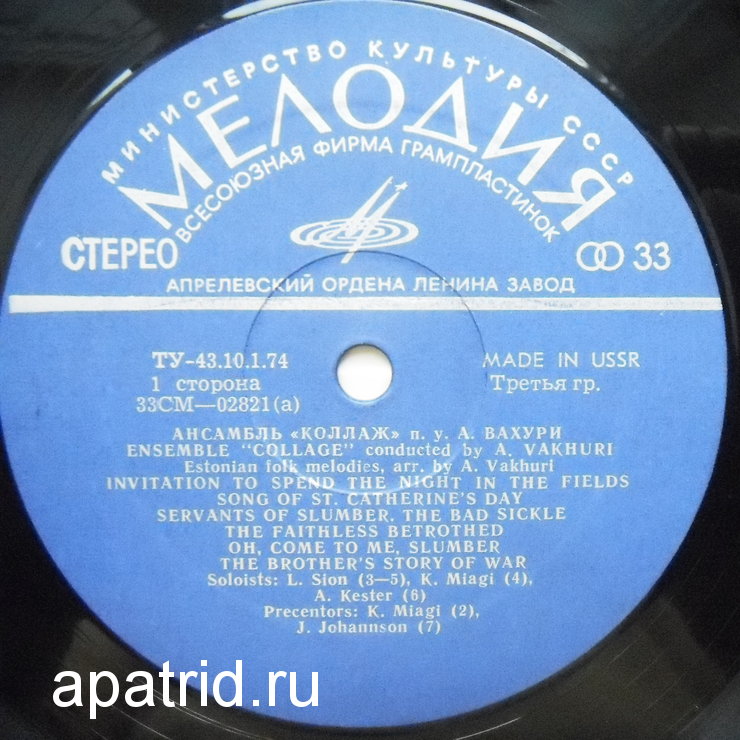 МИНИСТЕРСТВО КУЛЬТУРЫ СССР
МЕЛОДИЯ
ВСЕСОЮЗНАЯ ФИРМА ГРАМПЛАСТИНОК
СТЕРЕО
33
АПРЕЛЕВСКИЙ ОРДЕНА ЛЕНИНА ЗАВОД
ТУ-43.10.1.74
MADE IN USSR
1 сторона
Третья гр.
33СМ—02821(а)
АНСАМБЛЬ «КОЛЛАЖ» п. у. А. ВАХУРИ
ENSEMBLE "COLLAGE" conducted by A. VAKHURI
Estonian folk melodies, arr. by A. Vakhuri
INVITATION TO SPEND THE NIGHT IN THE FIELDS
SONG OF ST. CATHERINE'S DAY
SERVANTS OF SLUMBER, THE BAD SICKLE
THE FAITHLESS BETROTHED
OH, COME TO ME, SLUMBER
THE BROTHER'S STORY OF WAR
Soloists: L. Sion (3—5), K. Miagi (4),
A. Kester (6)
Precentors: K. Miagi (2),
J. Johannson (7)
apatrid.ru